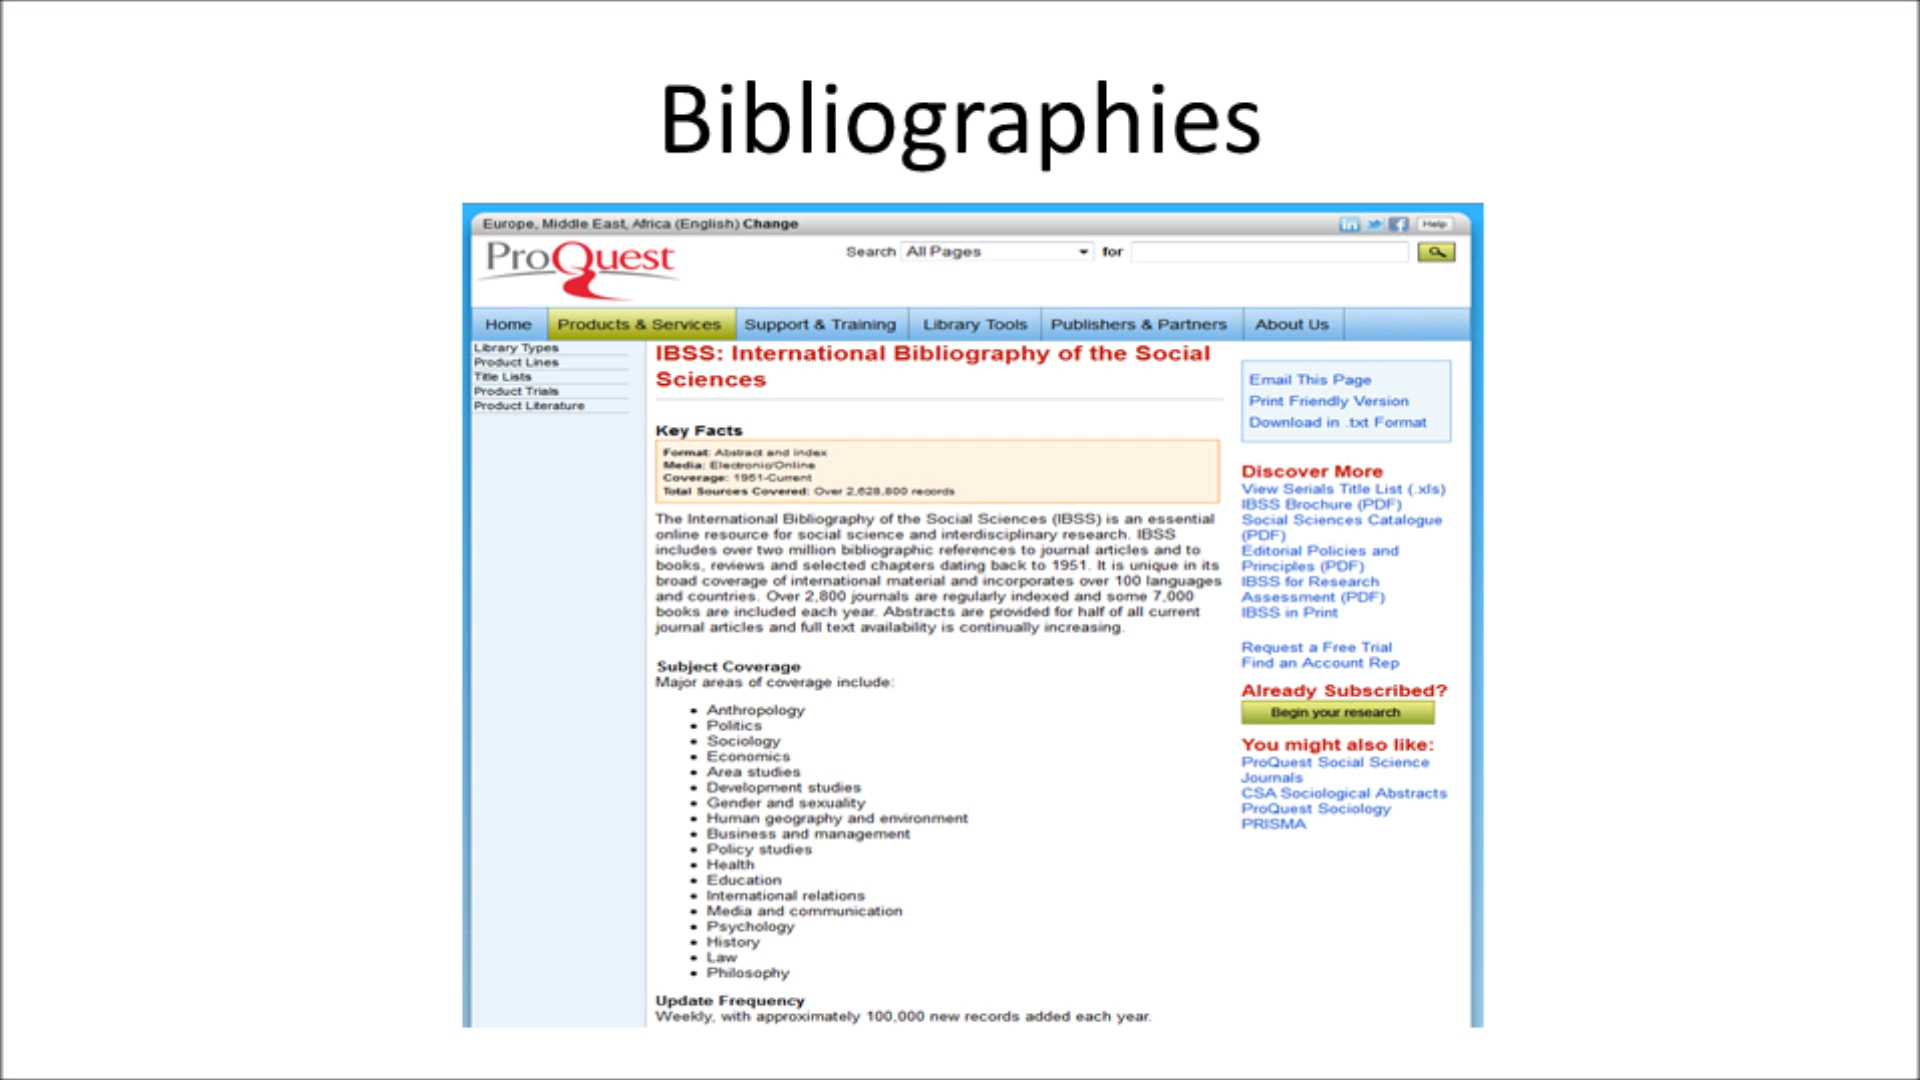 Bibliographies
Europe, Middle East, Africa (English) Change
Help
ProQuest
Search All Pages for
Home Products & Services Support & Training Library Tools Publishers & Partners About Us
Library Types
Product Lines
Title Lists
Product Trials
Product Literature
IBSS: International Bibliography of the Social
Sciences
Key Facts
Format: Abstract and index
Media: Electronic/Online
Coverage: 1951-Current
Total Sources Covered: Over 2,628,800 records
The International Bibliography of the Social Sciences (IBSS) is an essential
online resource for social science and interdisciplinary research. IBSS
includes over two million bibliographic references to journal articles and to
books, reviews and selected chapters dating back to 1951. It is unique in its
broad coverage of international material and incorporates over 100 languages
and countries. Over 2,800 journals are regularly indexed and some 7,000
books are included each year. Abstracts are provided for half of all current
journal articles and full text availability is continually increasing.
Subject Coverage
Major areas of coverage include:
• Anthropology
• Politics
• Sociology
• Economics
• Area studies
• Development studies
• Gender and sexuality
• Human geography and environment
• Business and management
• Policy studies
• Health
• Education
• International relations
• Media and communication
• Psychology
• History
• Law
• Philosophy
Update Frequency
Weekly, with approximately 100,000 new records added each year.
Email This Page
Print Friendly Version
Download in .txt Format
Discover More
View Serials Title List (.xls)
IBSS Brochure (PDF)
Social Sciences Catalogue
(PDF)
Editorial Policies and
Principles (PDF)
IBSS for Research
Assessment (PDF)
IBSS in Print
Request a Free Trial
Find an Account Rep
Already Subscribed?
Begin your research
You might also like:
ProQuest Social Science
Journals
CSA Sociological Abstracts
ProQuest Sociology
PRISMA